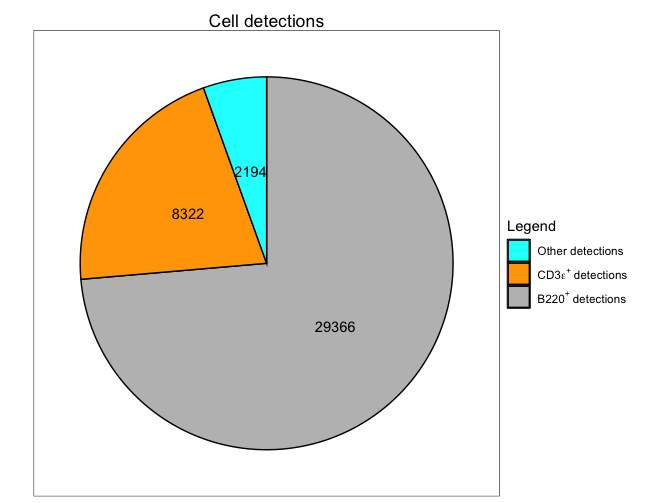 Cell detections
2194
8322
29366
Legend
Other detections
CD3ε⁺ detections
B220⁺ detections